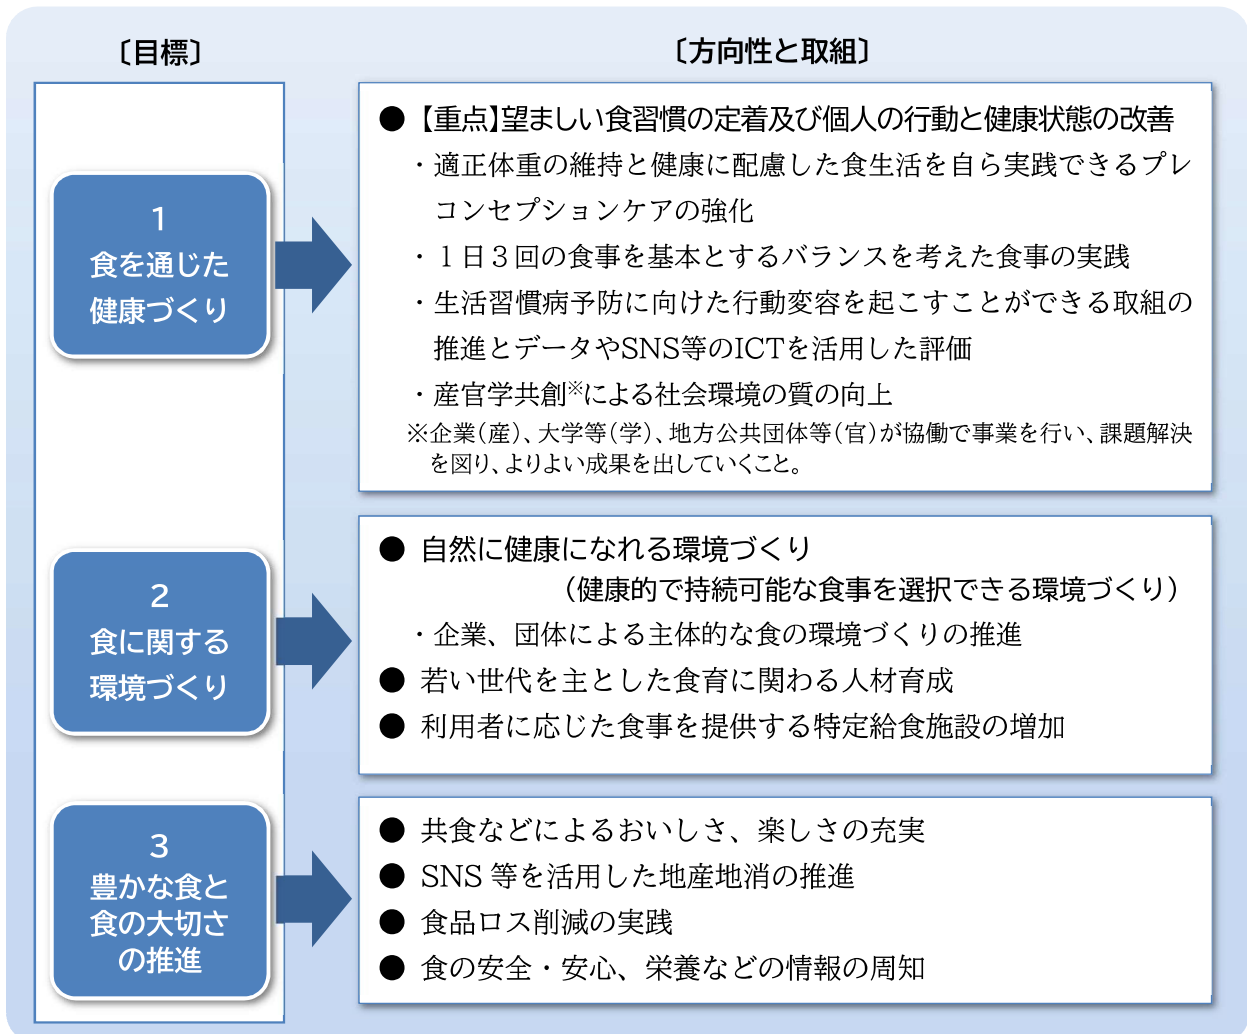 〔目標〕
〔方向性と取組〕
1
食を通じた
健康づくり
● 【重点】望ましい食習慣の定着及び個人の行動と健康状態の改善
・適正体重の維持と健康に配慮した食生活を自ら実践できるプレ
コンセプションケアの強化
・１日３回の食事を基本とするバランスを考えた食事の実践
・生活習慣病予防に向けた行動変容を起こすことができる取組の
推進とデータやSNS等のICTを活用した評価
・産官学共創※による社会環境の質の向上
※企業（産）、大学等（学）、地方公共団体等（官）が協働で事業を行い、課題解決
を図り、よりよい成果を出していくこと。
2
食に関する
環境づくり
● 自然に健康になれる環境づくり
（健康的で持続可能な食事を選択できる環境づくり）
・企業、団体による主体的な食の環境づくりの推進
● 若い世代を主とした食育に関わる人材育成
● 利用者に応じた食事を提供する特定給食施設の増加
3
豊かな食と
食の大切さ
の推進
● 共食などによるおいしさ、楽しさの充実
● SNS 等を活用した地産地消の推進
● 食品ロス削減の実践
● 食の安全・安心、栄養などの情報の周知